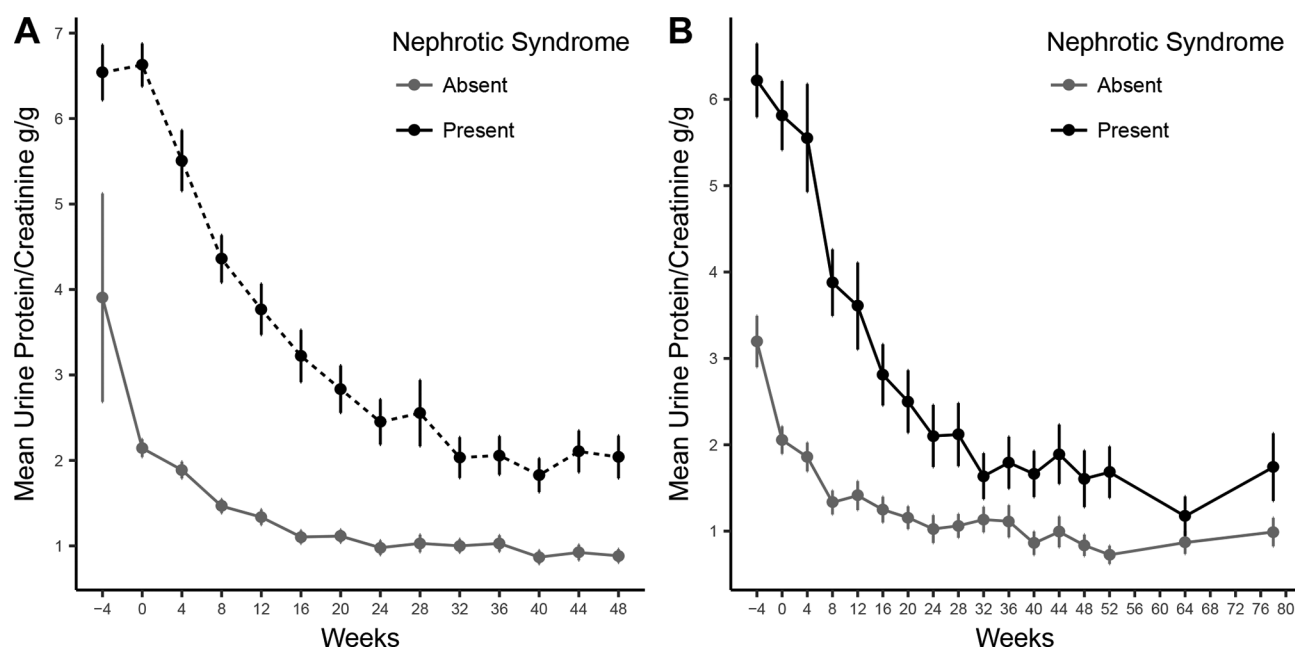 A
Mean Urine Protein/Creatinine g/g
7
6
5
4
3
2
1
Nephrotic Syndrome
Absent
Present
−4 0 4 8 12 16 20 24 28 32 36 40 44 48
Weeks
B
Mean Urine Protein/Creatinine g/g
6
5
4
3
2
1
Nephrotic Syndrome
Absent
Present
−4 0 4 8 12 16 20 24 28 32 36 40 44 48 52 56 60 64 68 72 76 80
Weeks